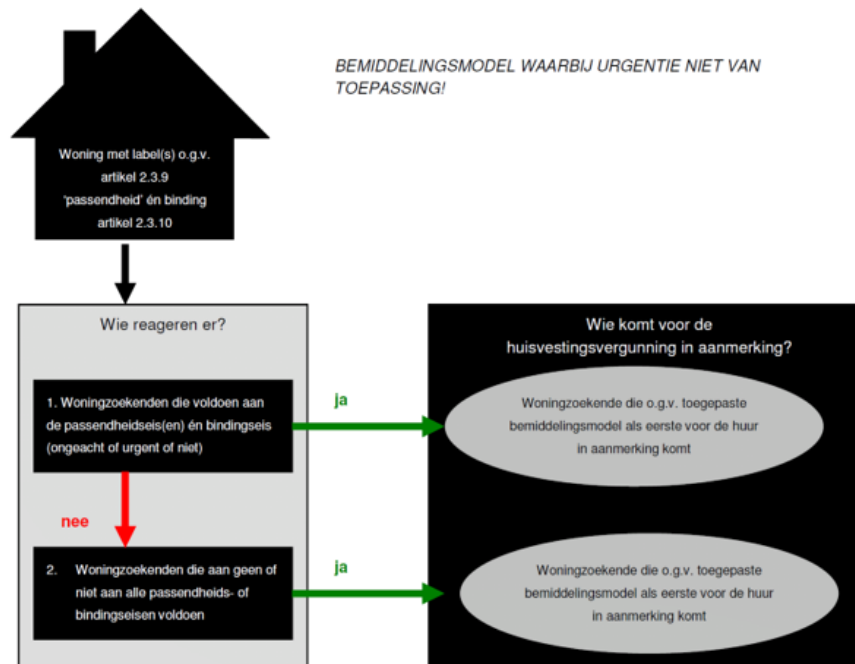 BEMIDDELINGSMODEL WAARBIJ URGENTIE NIET VAN
TOEPASSING!
Woning met label(s) o.g.v.
artikel 2.3.9
'passendheid' én binding
artikel 2.3.10
Wie reageren er?
1. Woningzoekenden die voldoen aan
de passendheidseis(en) én bindingseis
(ongeacht of urgent of niet)
ja
nee
2. Woningzoekenden die aan geen of
niet aan alle passendheids- of
bindingseisen voldoen
ja
Wie komt voor de
huisvestingsvergunning in aanmerking?
Woningzoekende die o.g.v. toegepaste
bemiddelingsmodel als eerste voor de huur
in aanmerking komt
Woningzoekende die o.g.v. toegepaste
bemiddelingsmodel als eerste voor de huur
in aanmerking komt